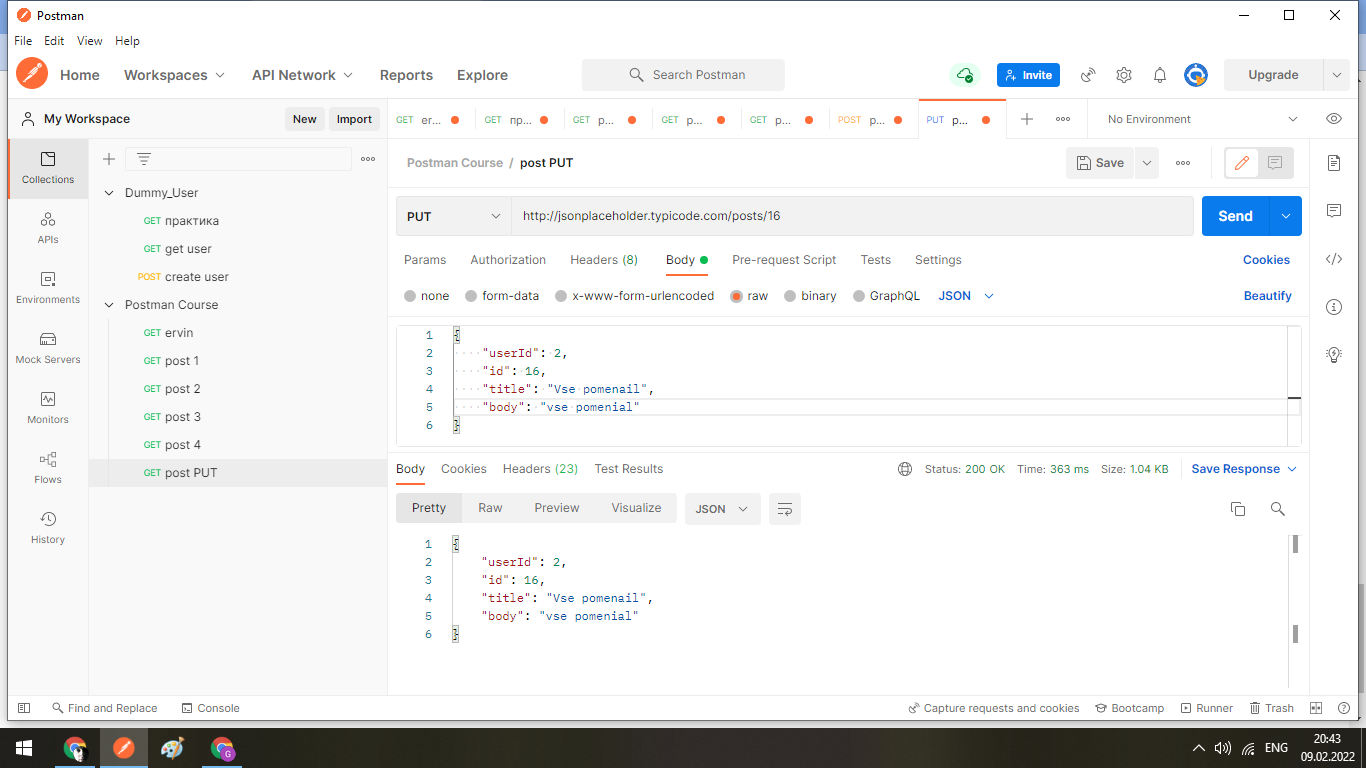 Postman
File Edit View Help
Home Workspaces API Network Reports Explore Search Postman Invite Upgrade
My Workspace New Import
GET er... GET пр... GET p... GET p... GET p... POST p... PUT p... No Environment
Collections
APIs
Environments
Mock Servers
Monitors
Flows
History
Dummy_User
GET практика
GET get user
POST create user
Postman Course
GET ervin
GET post 1
GET post 2
GET post 3
GET post 4
GET post PUT
Postman Course / post PUT Save
PUT http://jsonplaceholder.typicode.com/posts/16 Send
Params Authorization Headers (8) Body Pre-request Script Tests Settings Cookies
none form-data x-www-form-urlencoded raw binary GraphQL JSON Beautify
1 {
2 "userId": 2,
3 "id": 16,
4 "title": "Vse pomenail",
5 "body": "vse pomenial"
6 }
Body Cookies Headers (23) Test Results Status: 200 OK Time: 363 ms Size: 1.04 KB Save Response
Pretty Raw Preview Visualize JSON
1 {
2 "userId": 2,
3 "id": 16,
4 "title": "Vse pomenail",
5 "body": "vse pomenial"
6 }
Find and Replace Console Capture requests and cookies Bootcamp Runner Trash
G ENG 20:43
09.02.2022